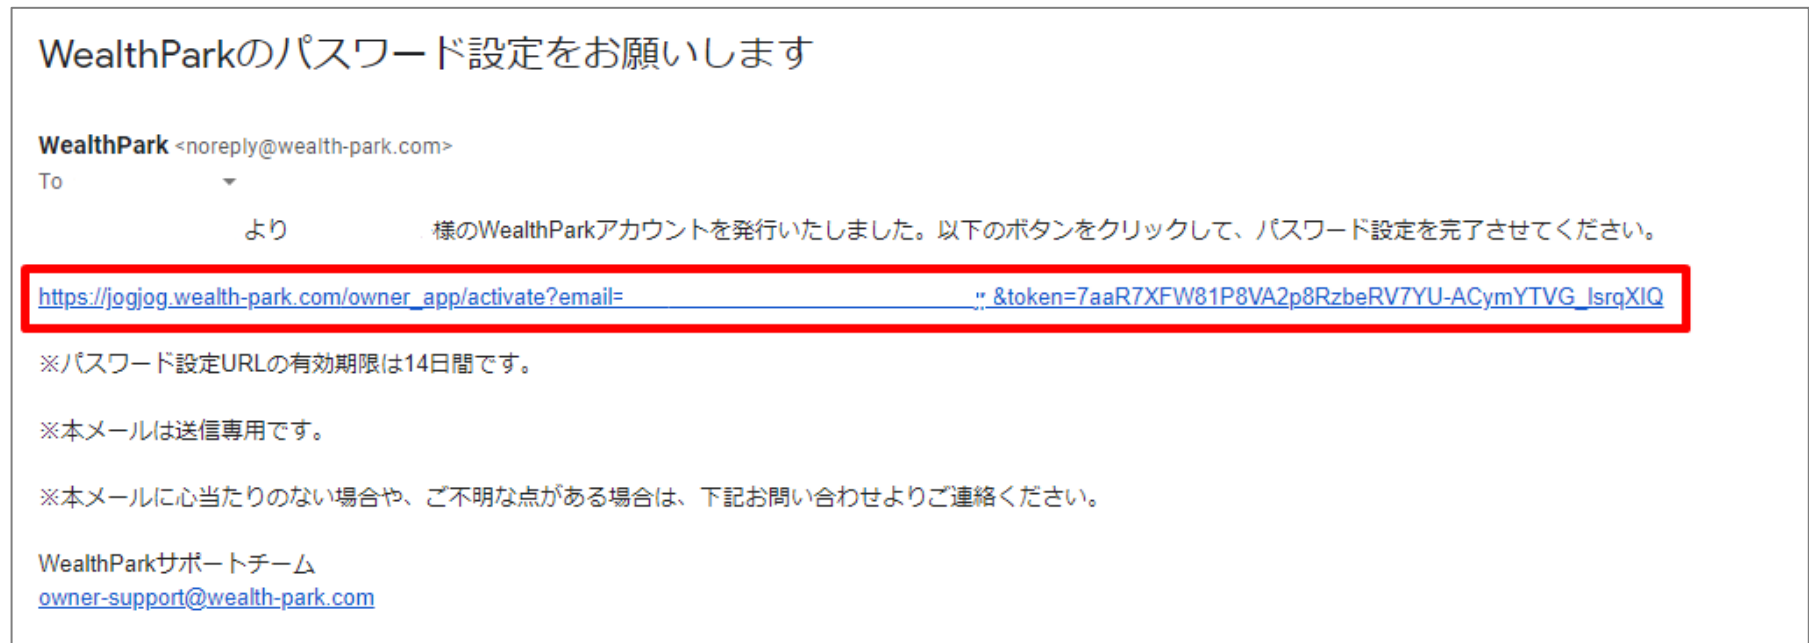 WealthParkのパスワード設定をお願いします
WealthPark <noreply@wealth-park.com>
To
より 様のWealthParkアカウントを発行いたしました。以下のボタンをクリックして、パスワード設定を完了させてください。
https://jogjog.wealth-park.com/owner_app/activate?email= &token=7aaR7XFW81P8VA2p8RzbeRV7YU-ACymYTVG_IsrqXIQ
※パスワード設定URLの有効期限は14日間です。
※本メールは送信専用です。
※本メールに心当たりのない場合や、ご不明な点がある場合は、下記お問い合わせよりご連絡ください。
WealthParkサポートチーム
owner-support@wealth-park.com